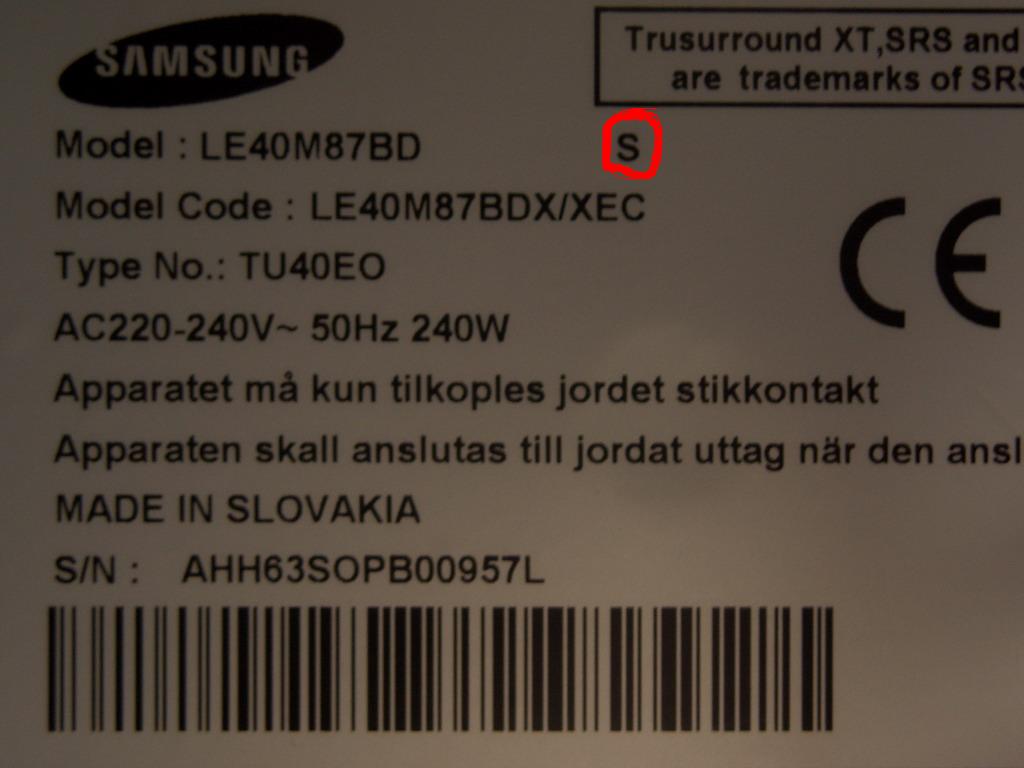 SAMSUNG
Trusurround XT,SRS and
are trademarks of SRS
Model : LE40M87BD S
Model Code : LE40M87BDX/XEC
Type No.: TU40EO
AC220-240V~ 50Hz 240W
Apparatet må kun tilkoples jordet stikkontakt
Apparaten skall anslutas till jordat uttag när den ansl
MADE IN SLOVAKIA
S/N : AHH63SOPB00957L
CE